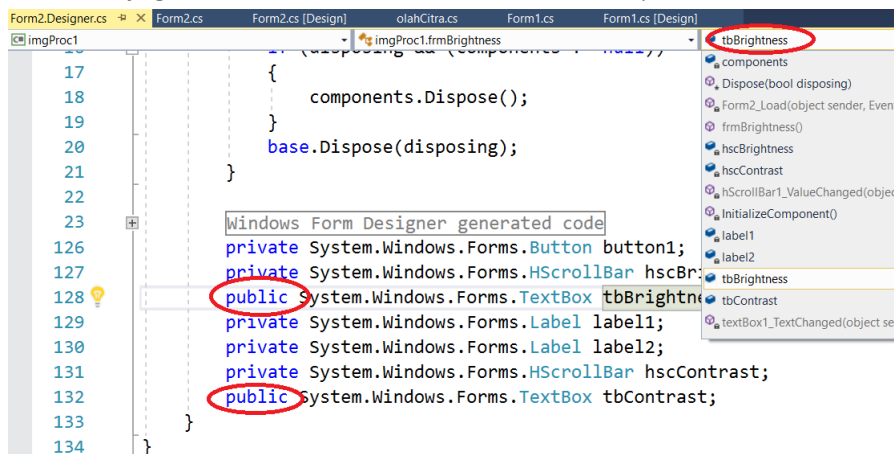 Form2.Designer.cs Form2.cs Form2.cs [Design] olahCitra.cs Form1.cs Form1.cs [Design]
C# imgProc1 imgProc1.frmBrightness tbBrightness
components
17 {
Dispose(bool disposing)
18 components.Dispose();
Form2_Load(object sender, Even
19 }
frmBrightness()
20 base.Dispose(disposing);
hscBrightness
21 }
hscContrast
22
hScrollBar1_ValueChanged(objec
23 Windows Form Designer generated code
InitializeComponent()
126 private System.Windows.Forms.Button button1;
label1
127 private System.Windows.Forms.HScrollBar hscBri
label2
128 public System.Windows.Forms.TextBox tbBrightne
tbBrightness
129 private System.Windows.Forms.Label label1;
tbContrast
130 private System.Windows.Forms.Label label2;
textBox1_TextChanged(object se
131 private System.Windows.Forms.HScrollBar hscContrast;
132 public System.Windows.Forms.TextBox tbContrast;
133 }
134 }